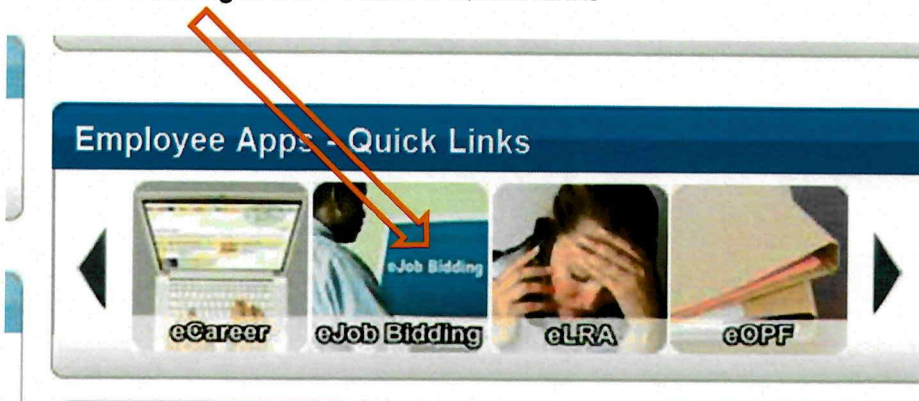 Employee Apps - Quick Links
eJob Bidding
eCareer
eJob Bidding
eLRA
eOPF